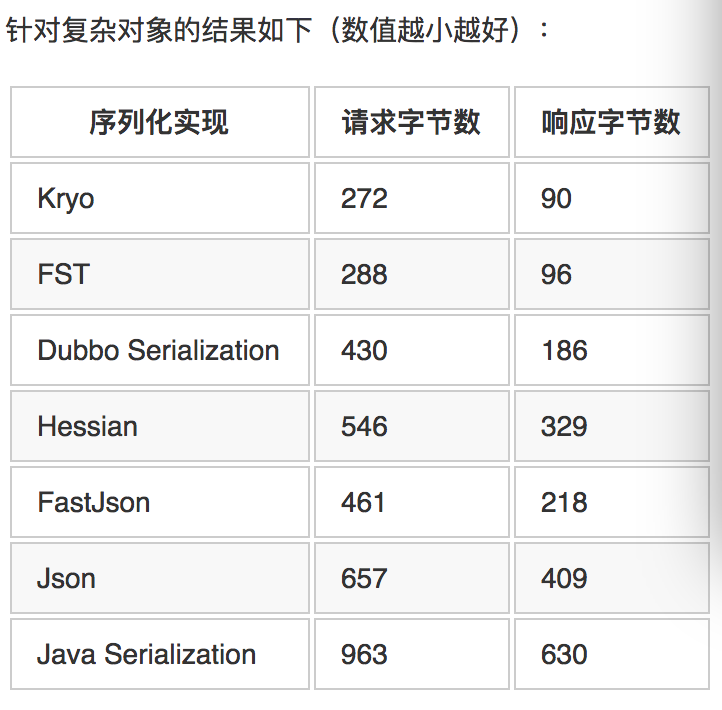 针对复杂对象的结果如下（数值越小越好）：
序列化实现 请求字节数 响应字节数
Kryo 272 90
FST 288 96
Dubbo Serialization 430 186
Hessian 546 329
FastJson 461 218
Json 657 409
Java Serialization 963 630